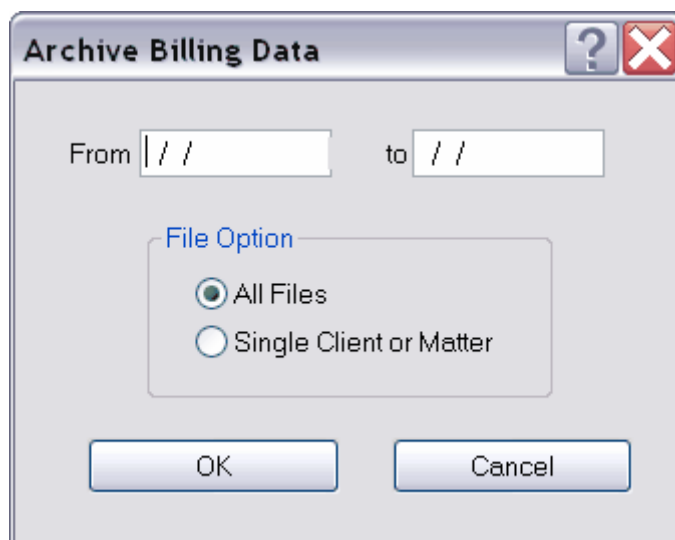 Archive Billing Data ?
From / / to / /
File Option
All Files
Single Client or Matter
OK Cancel